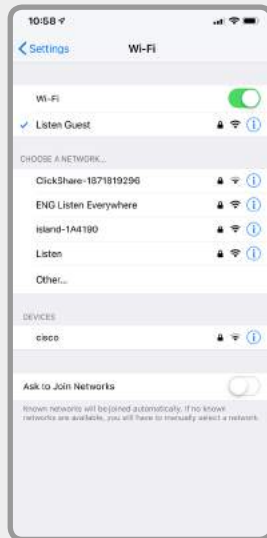 10:58
Settings
Wi-Fi
Wi-Fi
Listen Guest
CHOOSE A NETWORK...
ClickShare-1871819296
ENG Listen Everywhere
island-1A4190
Listen
Other...
DEVICES
cisco
Ask to Join Networks
Known networks will be joined automatically. If no known
networks are available, you will have to manually select a network.